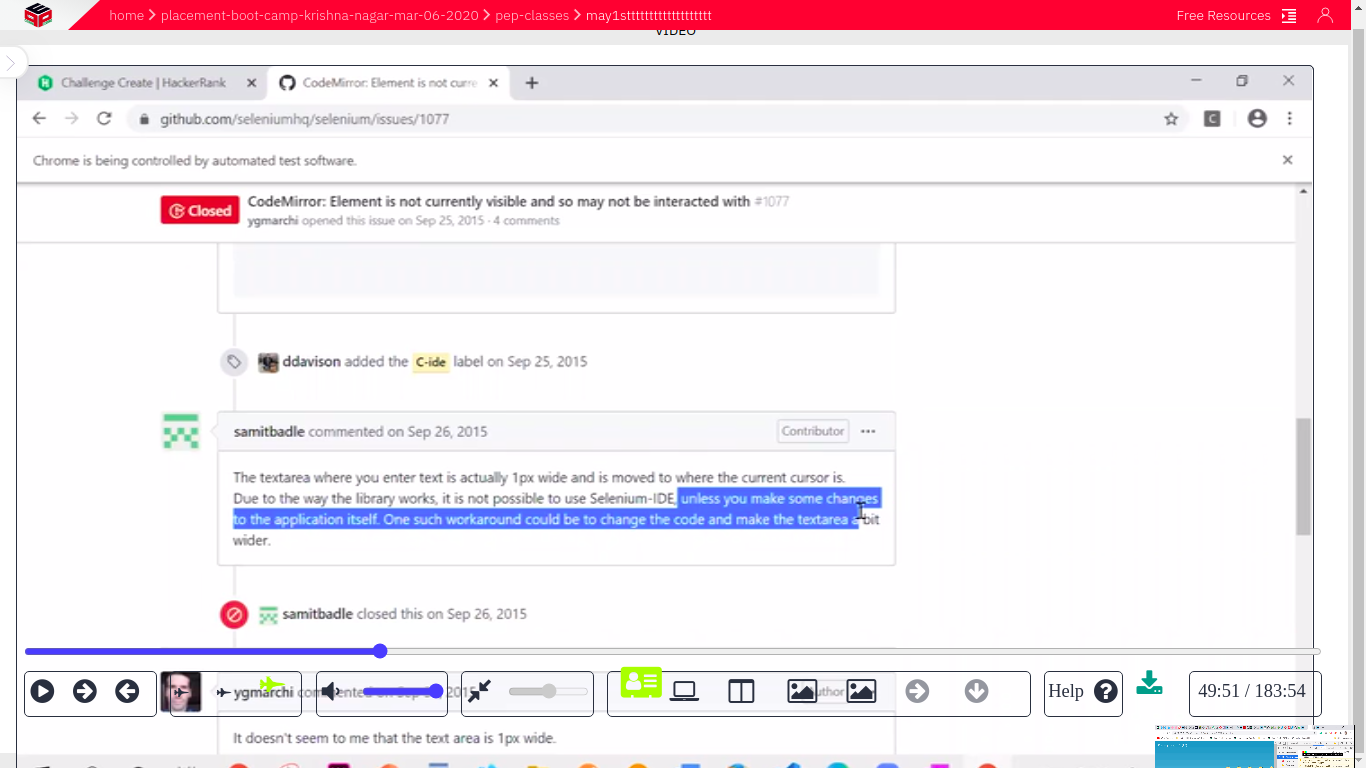 home > placement-boot-camp-krishna-nagar-mar-06-2020 > pep-classes > may1stttttttttttttttttttt
Free Resources
VIDEO
Challenge Create | HackerRank
CodeMirror: Element is not curre
github.com/seleniumhq/selenium/issues/1077
Chrome is being controlled by automated test software.
Closed
CodeMirror: Element is not currently visible and so may not be interacted with #1077
ygmarchi opened this issue on Sep 25, 2015 · 4 comments
ddavison added the C-ide label on Sep 25, 2015
samitbadle commented on Sep 26, 2015
Contributor
The textarea where you enter text is actually 1px wide and is moved to where the current cursor is.
Due to the way the library works, it is not possible to use Selenium-IDE, unless you make some changes
to the application itself. One such workaround could be to change the code and make the textarea a bit
wider.
samitbadle closed this on Sep 26, 2015
ygmarchi commented on 2015
Author
Help
49:51 / 183:54
It doesn't seem to me that the text area is 1px wide.